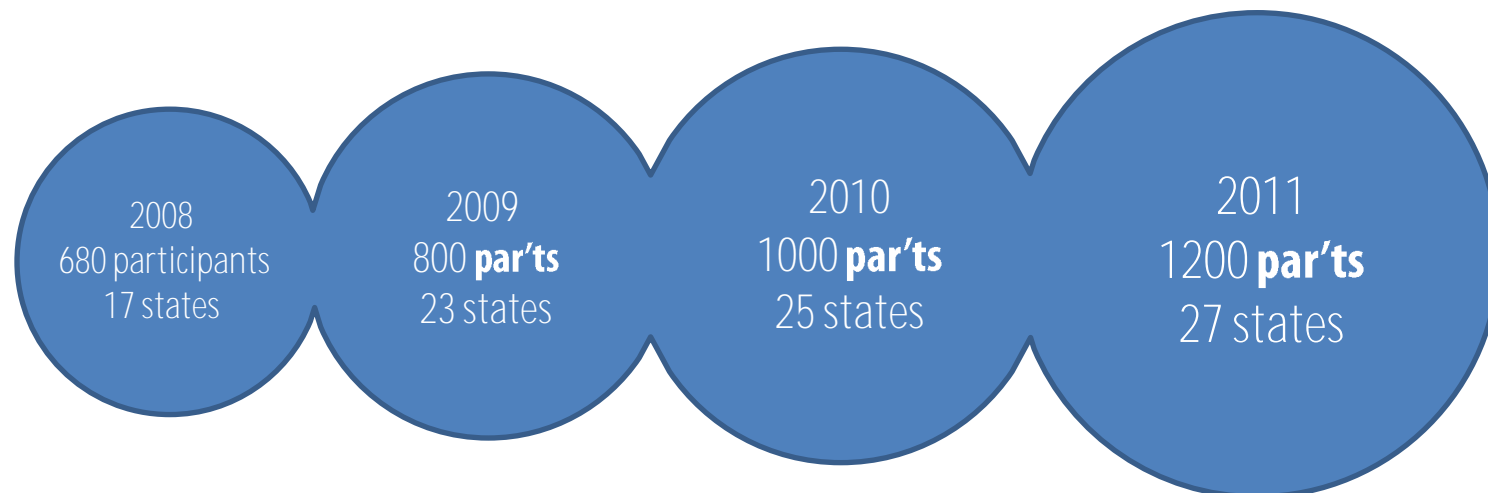 2008
680 participants
17 states
2009
800 par’ts
23 states
2010
1000 par’ts
25 states
2011
1200 par’ts
27 states